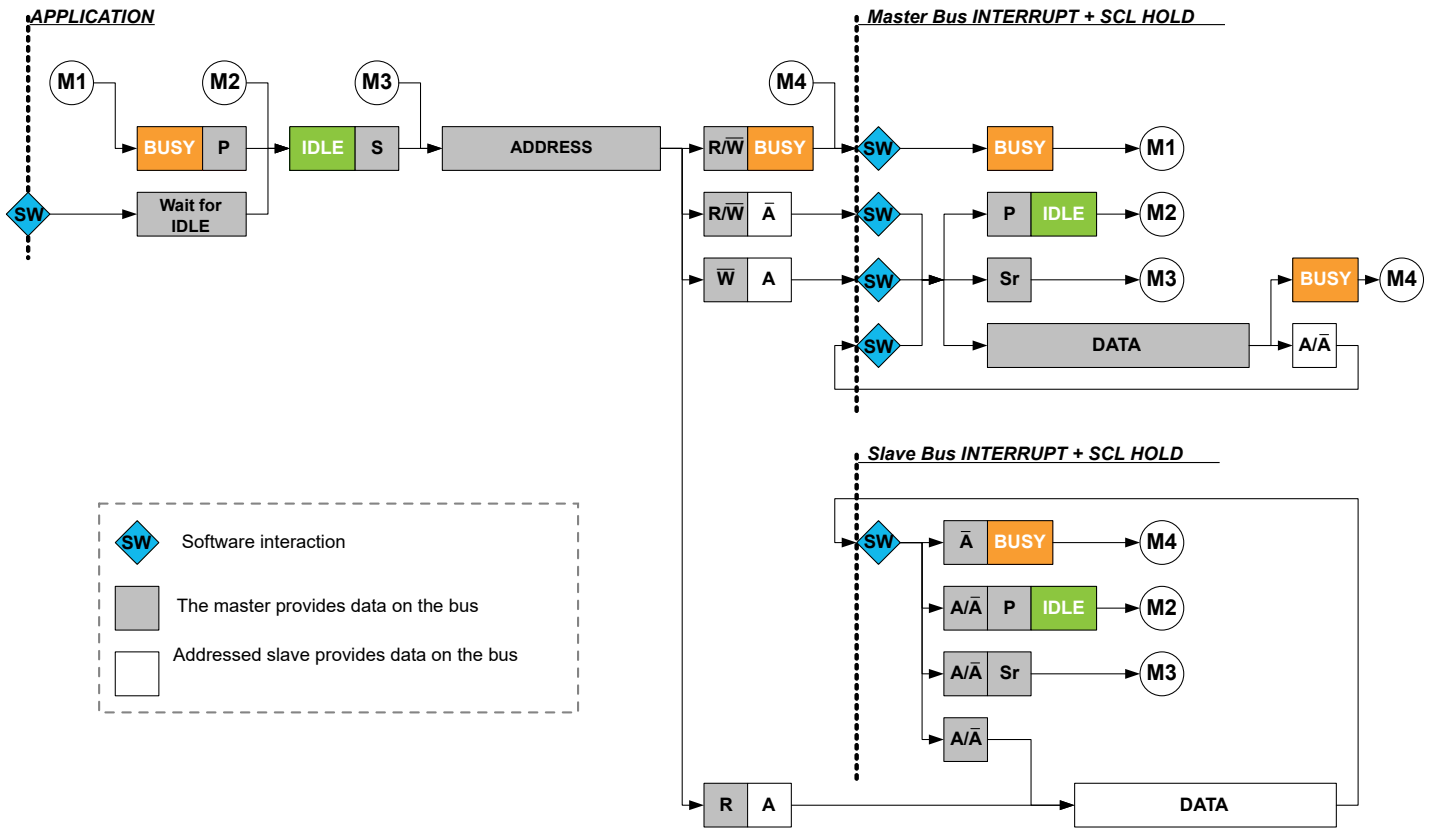 APPLICATION
Master Bus INTERRUPT + SCL HOLD
M1
M2
M3
M4
BUSY P
IDLE S
ADDRESS
R/W̅ BUSY
SW
BUSY
M1
SW
Wait for
IDLE
R/W̅ A̅
SW
P IDLE
M2
W̅ A
SW
Sr
M3
BUSY
M4
SW
DATA
A/A̅
Slave Bus INTERRUPT + SCL HOLD
SW
A̅ BUSY
M4
A/A̅ P IDLE
M2
A/A̅ Sr
M3
A/A̅
R A
DATA
SW Software interaction
The master provides data on the bus
Addressed slave provides data on the bus